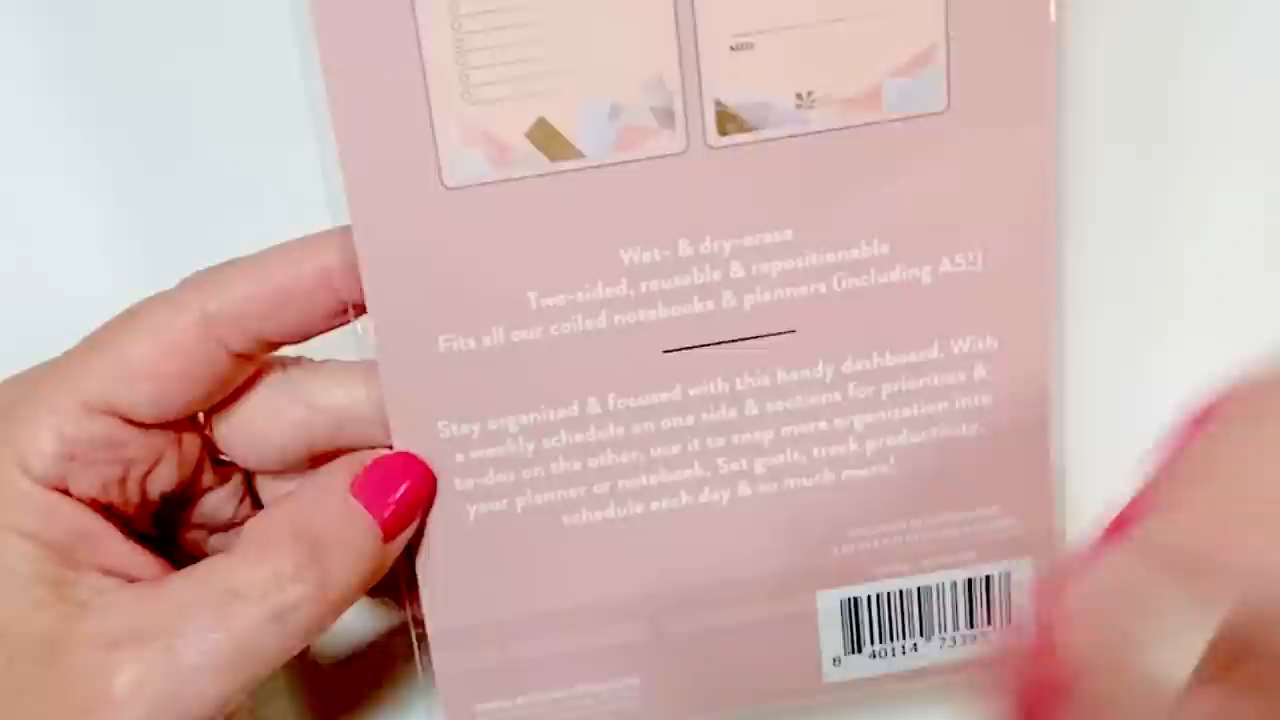 Wet- & dry-erase
Two-sided, reusable & repositionable
Fits all our coiled notebooks & planners (including A5!)
Stay organized & focused with this handy dashboard. With
a weekly schedule on one side & sections for priorities &
to-dos on the other, use it to snap more organization into
your planner or notebook. Set goals, track productivity,
schedule each day & so much more!
8 40114 733